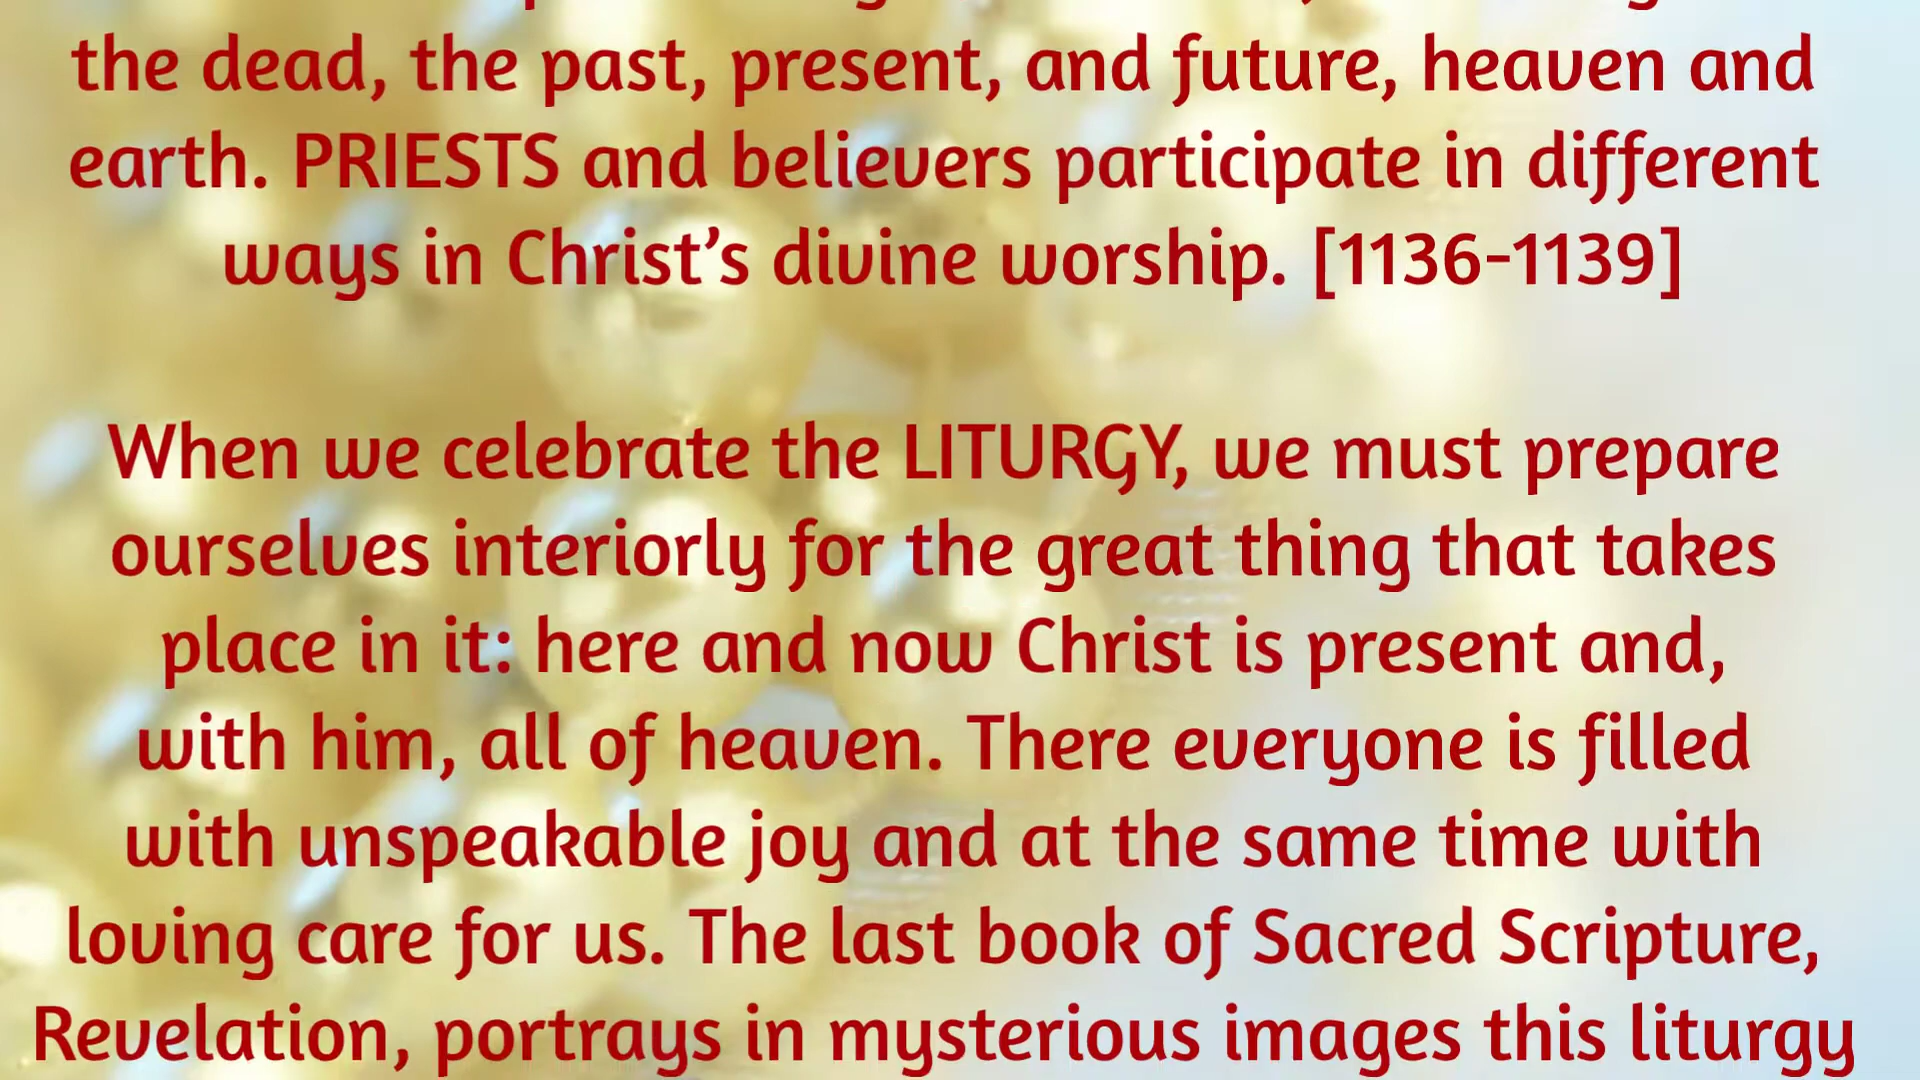 the dead, the past, present, and future, heaven and
earth. PRIESTS and believers participate in different
ways in Christ’s divine worship. [1136-1139]
When we celebrate the LITURGY, we must prepare
ourselves interiorly for the great thing that takes
place in it: here and now Christ is present and,
with him, all of heaven. There everyone is filled
with unspeakable joy and at the same time with
loving care for us. The last book of Sacred Scripture,
Revelation, portrays in mysterious images this liturgy